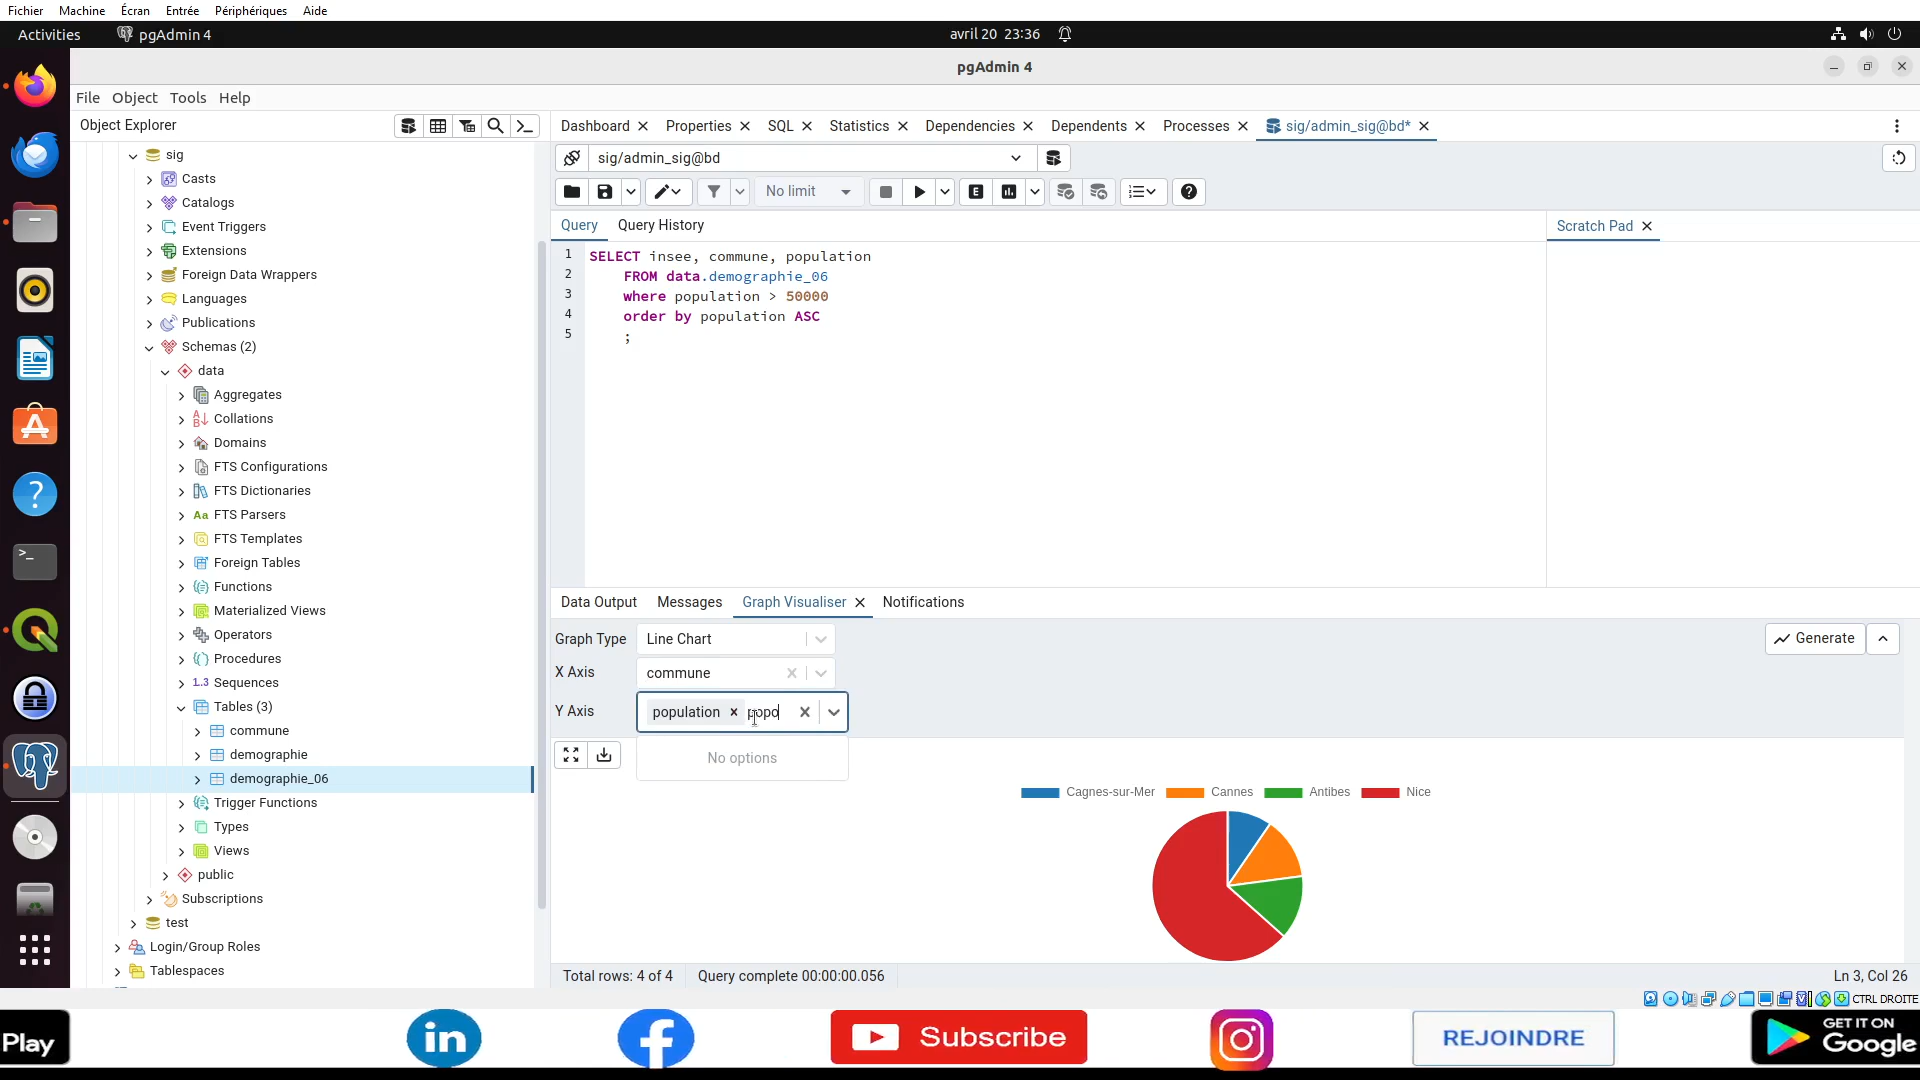 Fichier Machine Écran Entrée Périphériques Aide
Activities pgAdmin 4 avril 20 23:36
pgAdmin 4
File Object Tools Help
Object Explorer
sig
Casts
Catalogs
Event Triggers
Extensions
Foreign Data Wrappers
Languages
Publications
Schemas (2)
data
Aggregates
Collations
Domains
FTS Configurations
FTS Dictionaries
Aa FTS Parsers
FTS Templates
Foreign Tables
Functions
Materialized Views
Operators
Procedures
1.3 Sequences
Tables (3)
commune
demographie
demographie_06
Trigger Functions
Types
Views
public
Subscriptions
test
Login/Group Roles
Tablespaces
Dashboard Properties SQL Statistics Dependencies Dependents Processes sig/admin_sig@bd*
sig/admin_sig@bd
No limit E
Query Query History
Scratch Pad
1 SELECT insee, commune, population
2 FROM data.demographie_06
3 where population > 50000
4 order by population ASC
5 ;
Data Output Messages Graph Visualiser Notifications
Graph Type Line Chart Generate
X Axis commune
Y Axis population popo
No options
Cagnes-sur-Mer Cannes Antibes Nice
Total rows: 4 of 4 Query complete 00:00:00.056 Ln 3, Col 26
CTRL DROITE
Play
in
Subscribe
REJOINDRE
GET IT ON
Google